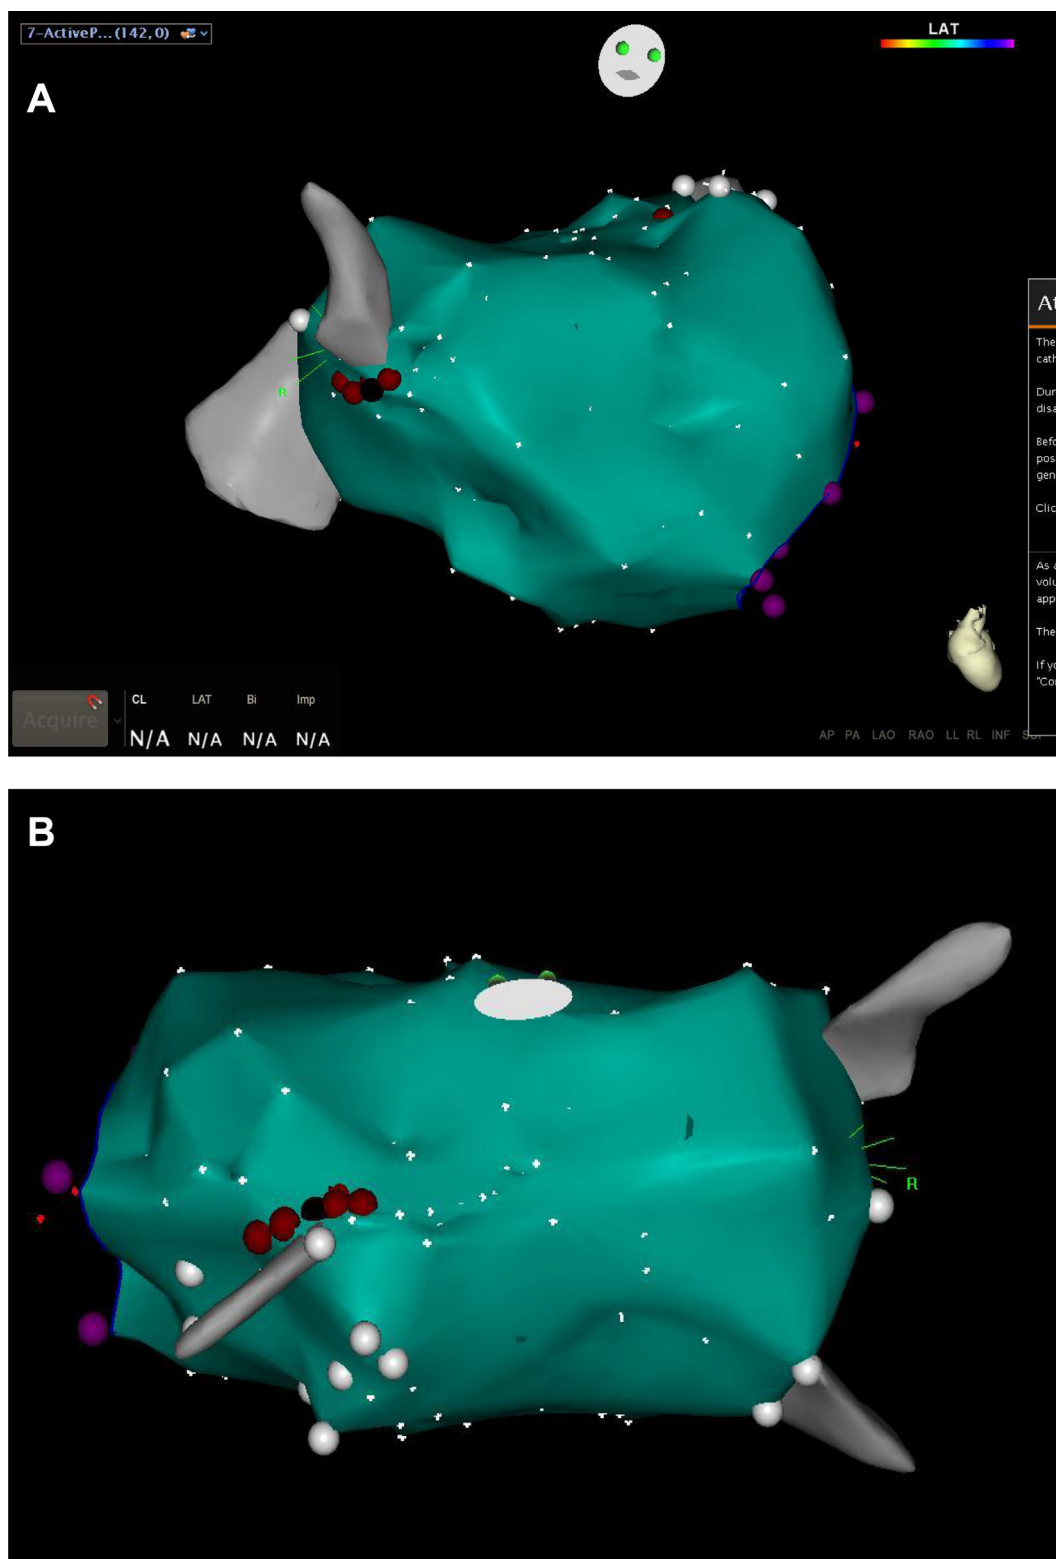 7-ActiveP... (142, 0)
LAT
A
R
The
cath
Dur
disa
Befo
pos
gen
Clic
As a
volu
app
The
If yo
"Co
Acquire
CL LAT Bi Imp
N/A N/A N/A N/A
AP PA LAO RAO LL RL INF
B
R